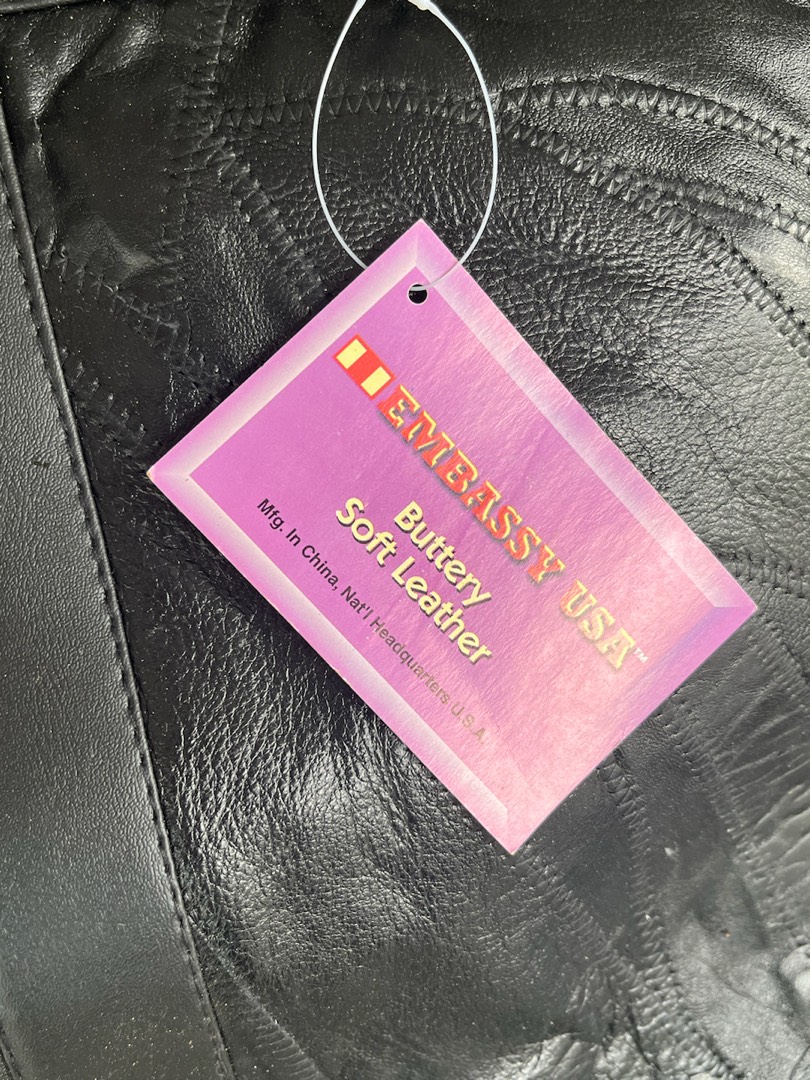 EMBASSY USA™
Buttery
Soft Leather
Mfg. In China, Nat'l Headquarters U.S.A.